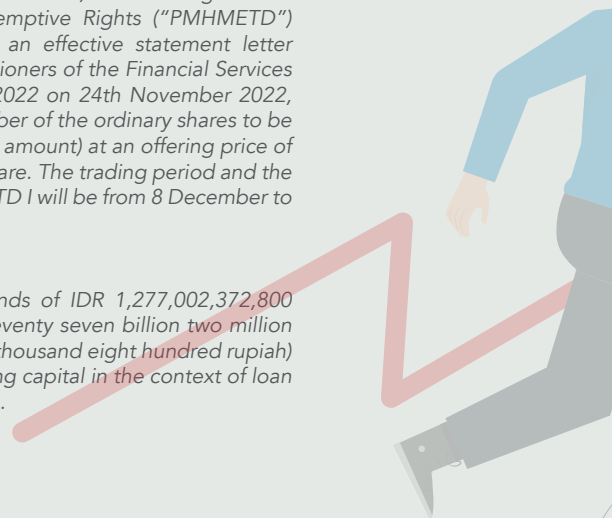 emptive Rights ("PMHMETD")
an effective statement letter
ioners of the Financial Services
2022 on 24th November 2022,
ber of the ordinary shares to be
amount) at an offering price of
are. The trading period and the
TD I will be from 8 December to
nds of IDR 1,277,002,372,800
eventy seven billion two million
thousand eight hundred rupiah)
ng capital in the context of loan
.